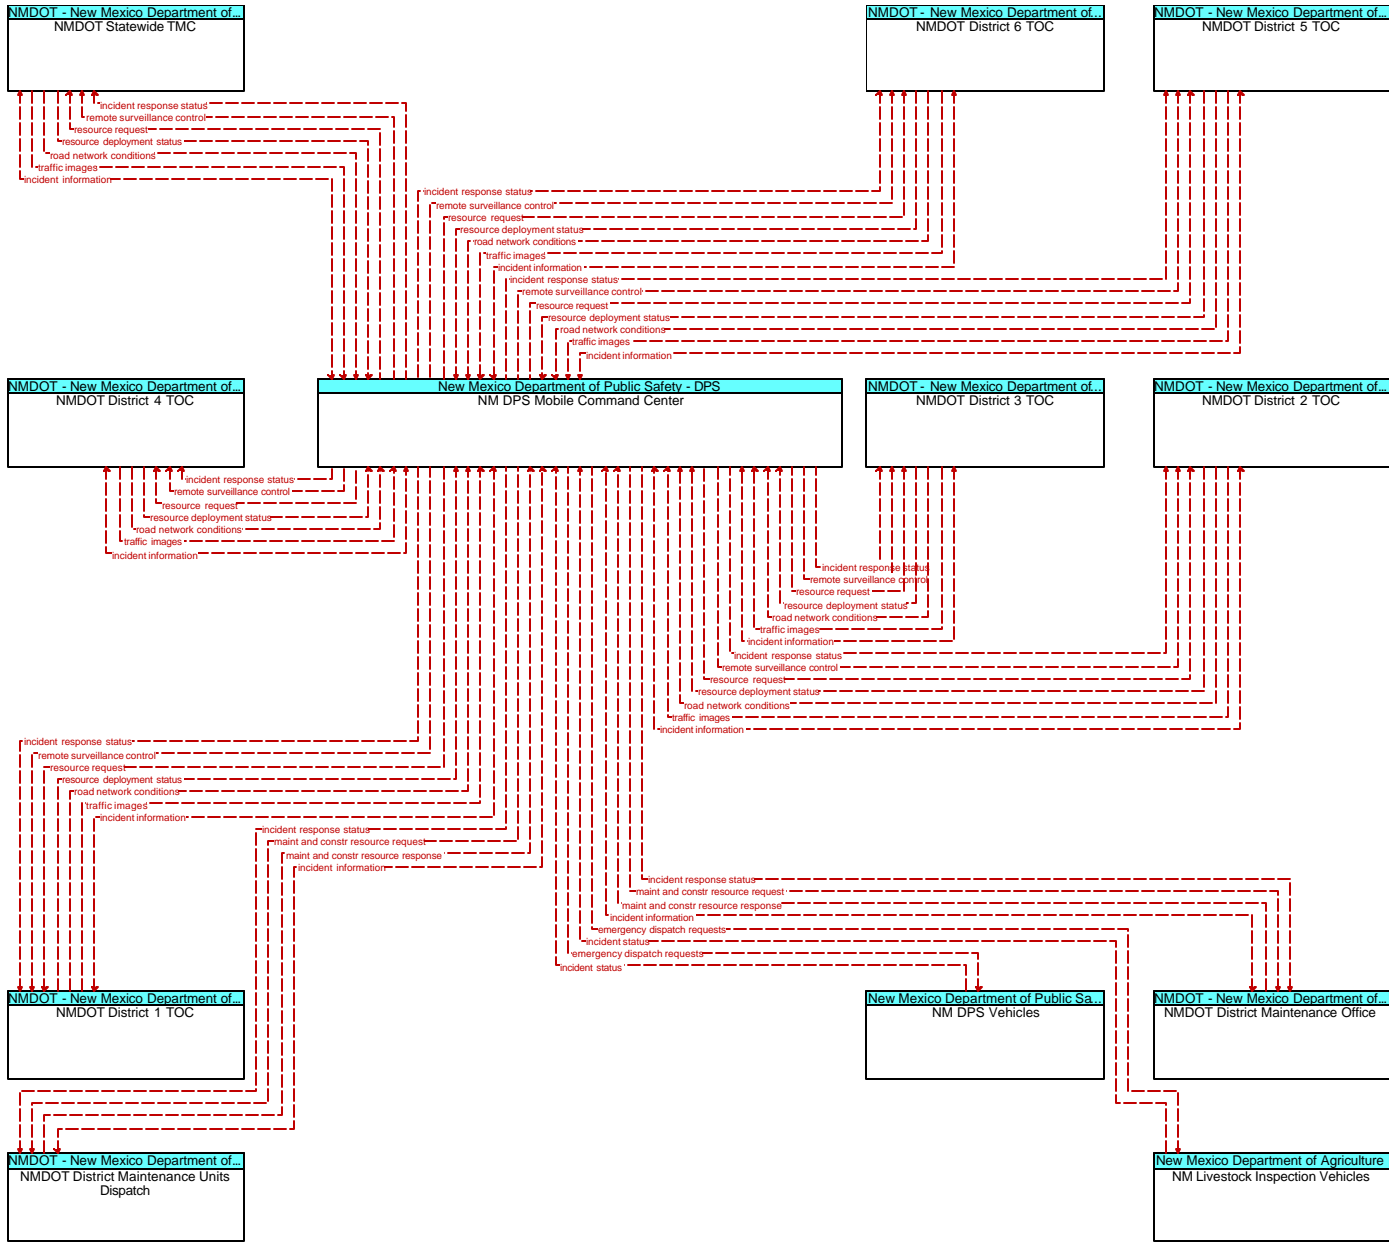 NMDOT - New Mexico Department of...
NMDOT Statewide TMC
NMDOT - New Mexico Department of...
NMDOT District 6 TOC
NMDOT - New Mexico Department of...
NMDOT District 5 TOC
incident response status
remote surveillance control
resource request
resource deployment status
road network conditions
traffic images
incident information
incident response status
remote surveillance control
resource request
resource deployment status
road network conditions
traffic images
incident information
incident response status
remote surveillance control
resource request
resource deployment status
road network conditions
traffic images
incident information
NMDOT - New Mexico Department of...
NMDOT District 4 TOC
New Mexico Department of Public Safety - DPS
NM DPS Mobile Command Center
NMDOT - New Mexico Department of...
NMDOT District 3 TOC
NMDOT - New Mexico Department of...
NMDOT District 2 TOC
incident response status
remote surveillance control
resource request
resource deployment status
road network conditions
traffic images
incident information
incident response status
remote surveillance control
resource request
resource deployment status
road network conditions
traffic images
incident information
incident response status
remote surveillance control
resource request
resource deployment status
road network conditions
traffic images
incident information
incident response status
remote surveillance control
resource request
resource deployment status
road network conditions
traffic images
incident information
incident response status
maint and constr resource request
maint and constr resource response
incident information
incident response status
maint and constr resource request
maint and constr resource response
incident information
emergency dispatch requests
incident status
emergency dispatch requests
incident status
NMDOT - New Mexico Department of...
NMDOT District 1 TOC
New Mexico Department of Public Sa...
NM DPS Vehicles
NMDOT - New Mexico Department of...
NMDOT District Maintenance Office
NMDOT - New Mexico Department of...
NMDOT District Maintenance Units
Dispatch
New Mexico Department of Agriculture
NM Livestock Inspection Vehicles